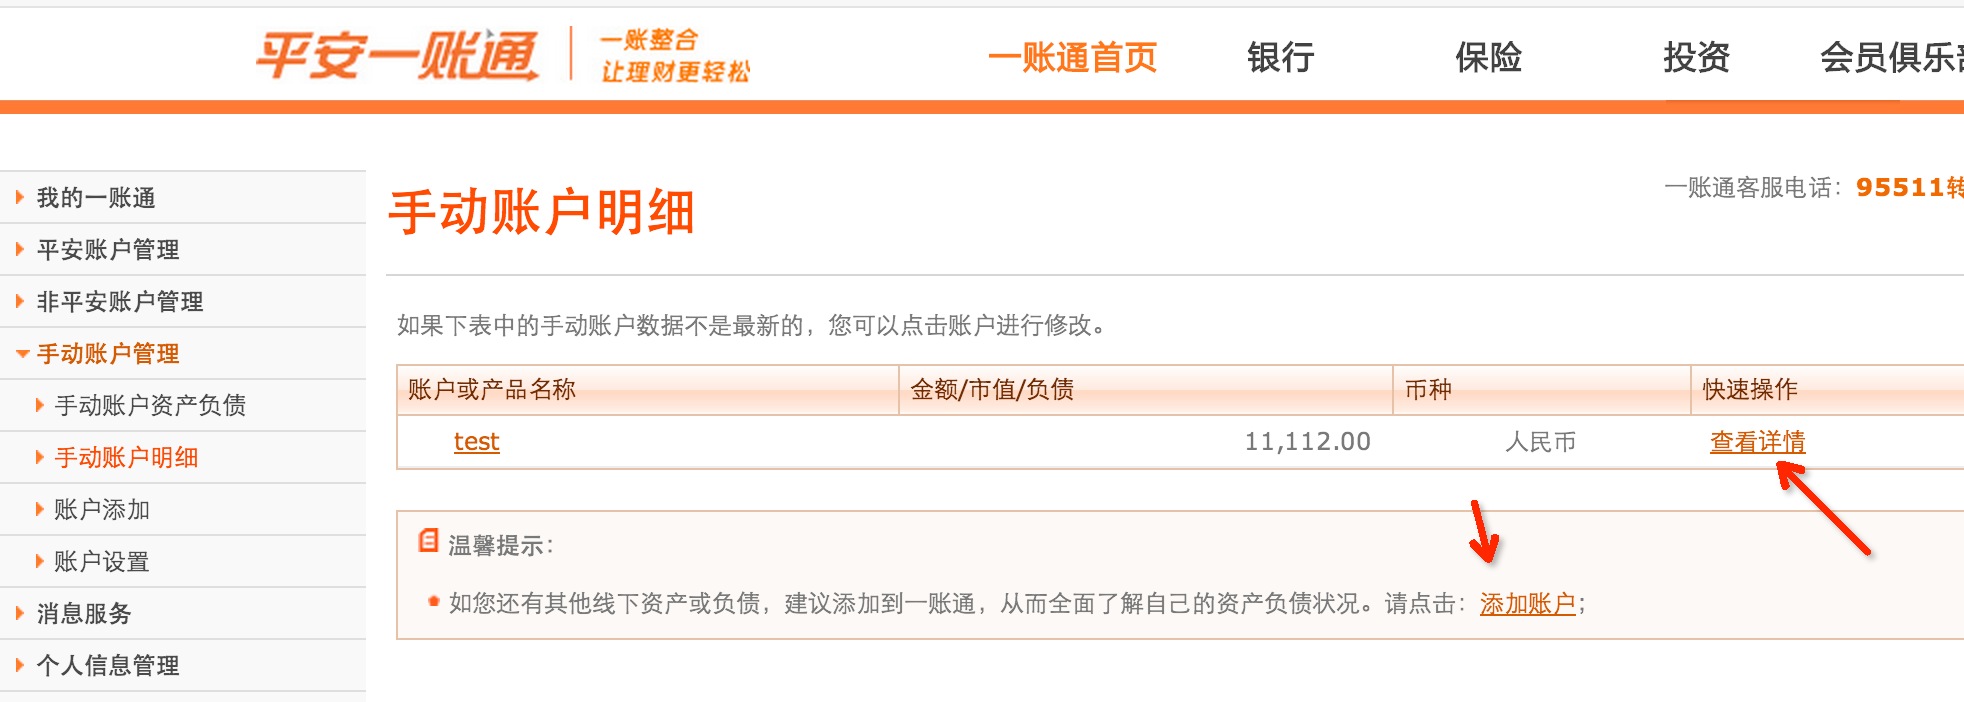 平安一账通
一账整合
让理财更轻松
一账通首页 银行 保险 投资 会员俱乐部
我的一账通
平安账户管理
非平安账户管理
手动账户管理
手动账户资产负债
手动账户明细
账户添加
账户设置
消息服务
个人信息管理
手动账户明细
一账通客服电话：95511转
如果下表中的手动账户数据不是最新的，您可以点击账户进行修改。
账户或产品名称 金额/市值/负债 币种 快速操作
test 11,112.00 人民币 查看详情
温馨提示：
如您还有其他线下资产或负债，建议添加到一账通，从而全面了解自己的资产负债状况。请点击：添加账户；